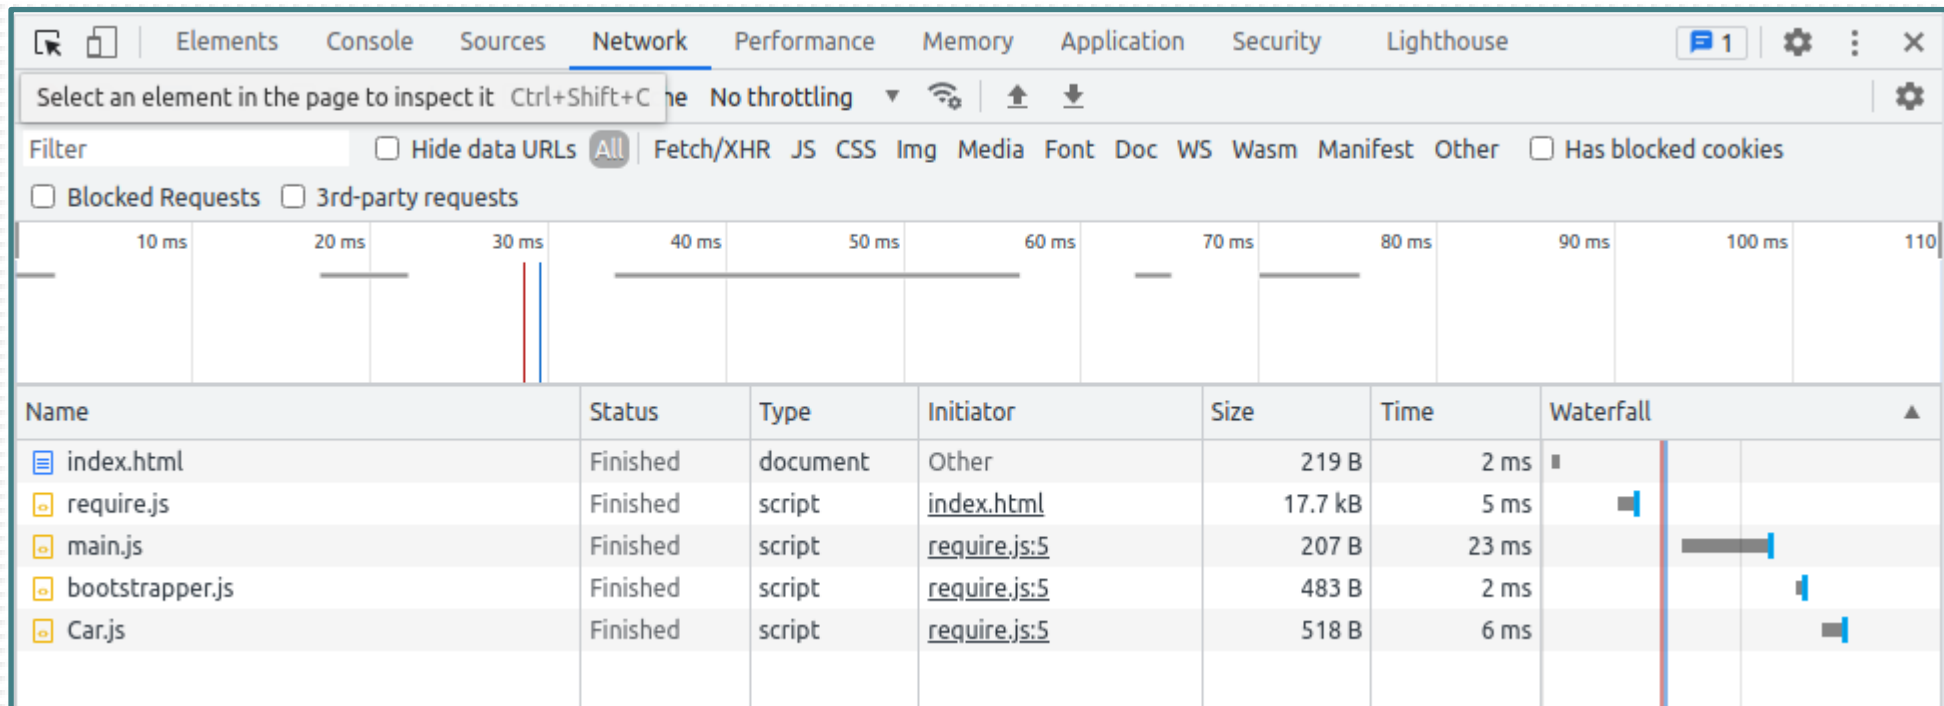 Elements Console Sources Network Performance Memory Application Security Lighthouse 1
Select an element in the page to inspect it Ctrl+Shift+C ne No throttling
Filter Hide data URLs All Fetch/XHR JS CSS Img Media Font Doc WS Wasm Manifest Other Has blocked cookies
Blocked Requests 3rd-party requests
10 ms 20 ms 30 ms 40 ms 50 ms 60 ms 70 ms 80 ms 90 ms 100 ms 110
Name Status Type Initiator Size Time Waterfall
index.html Finished document Other 219 B 2 ms
require.js Finished script index.html 17.7 kB 5 ms
main.js Finished script require.js:5 207 B 23 ms
bootstrapper.js Finished script require.js:5 483 B 2 ms
Car.js Finished script require.js:5 518 B 6 ms